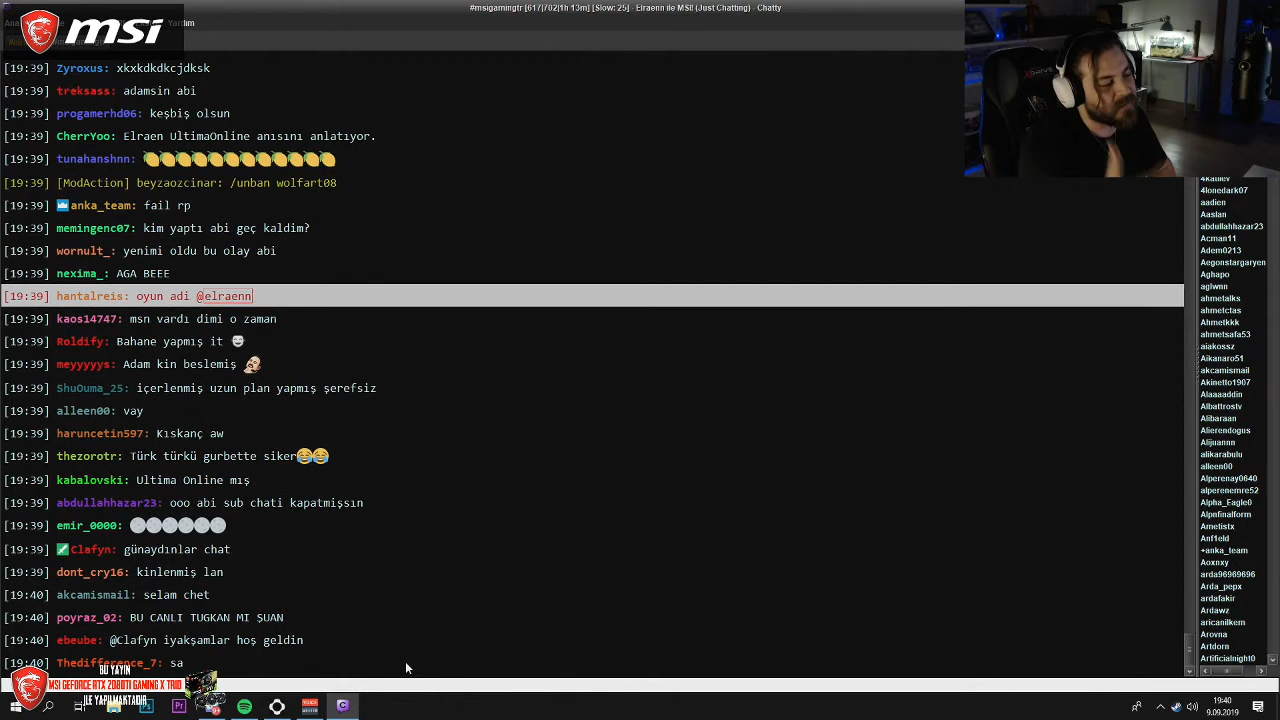 #msigamingtr [617|702|1h 13m] [Slow: 25] - Elraenn ile MSI! (Just Chatting) - Chatty
Yardım
msi
[19:39] Zyroxus: xkxkdkdkcjdksk
[19:39] treksass: adamsin abi
[19:39] progamerhd06: keşbiş olsun
[19:39] CherrYoo: Elraen UltimaOnline anısını anlatıyor.
[19:39] tunahanshnn: 🍋🍋🍋🍋🍋🍋🍋🍋🍋🍋🍋🍋
[19:39] [ModAction] beyzaozcinar: /unban wolfart08
[19:39] anka_team: fail rp
[19:39] memingenc07: kim yaptı abi geç kaldim?
[19:39] wornult_: yenimi oldu bu olay abi
[19:39] nexima_: AGA BEEE
[19:39] hantalreis: oyun adi @elraenn
[19:39] kaos14747: msn vardı dimi o zaman
[19:39] Roldify: Bahane yapmış it
[19:39] meyyyyys: Adam kin beslemiş
[19:39] ShuOuma_25: içerlenmiş uzun plan yapmış şerefsiz
[19:39] alleen00: vay
[19:39] haruncetin597: Kıskanç aw
[19:39] thezorotr: Türk türkü gurbette siker😂😂
[19:39] kabalovski: Ultima Online mış
[19:39] abdullahhazar23: ooo abi sub chati kapatmişsın
[19:39] emir_0000:
[19:39] Clafyn: günaydınlar chat
[19:39] dont_cry16: kinlenmiş lan
[19:40] akcamismail: selam chet
[19:40] poyraz_02: BU CANLI TUGKAN MI ŞUAN
[19:40] ebeube: @Clafyn iyakşamlar hoş geldin
[19:40] Thedifference_7: sa
4katilev
4lonedark07
aadien
Aaslan
abdullahhazar23
Acman11
Adem0213
Aegonstargaryen
Aghapo
aglwnn
ahmetalks
ahmetctas
Ahmetkkk
ahmetsafa53
aiakossz
Aikanaro51
akcamismail
Akinetto1907
Alaaaaddin
Albattrostv
Alibaraan
Alierendogus
Alijuannn
alikarabulu
alleen00
Alperenay0640
alperenemre52
Alpha_Eagle0
Alpnfinalform
Ametistx
Anf1eld
+anka_team
Aoxnxy
arda96969696
Arda_pepx
ardafakir
Ardawz
aricanilkern
Arovna
Artdorn
Artificialnight0
BU YAYIN
MSI GEFORCE RTX 2080TI GAMING X TRIO
ILE YAPILMAKTADIR
Ps
Pr
19:40
9.09.2019